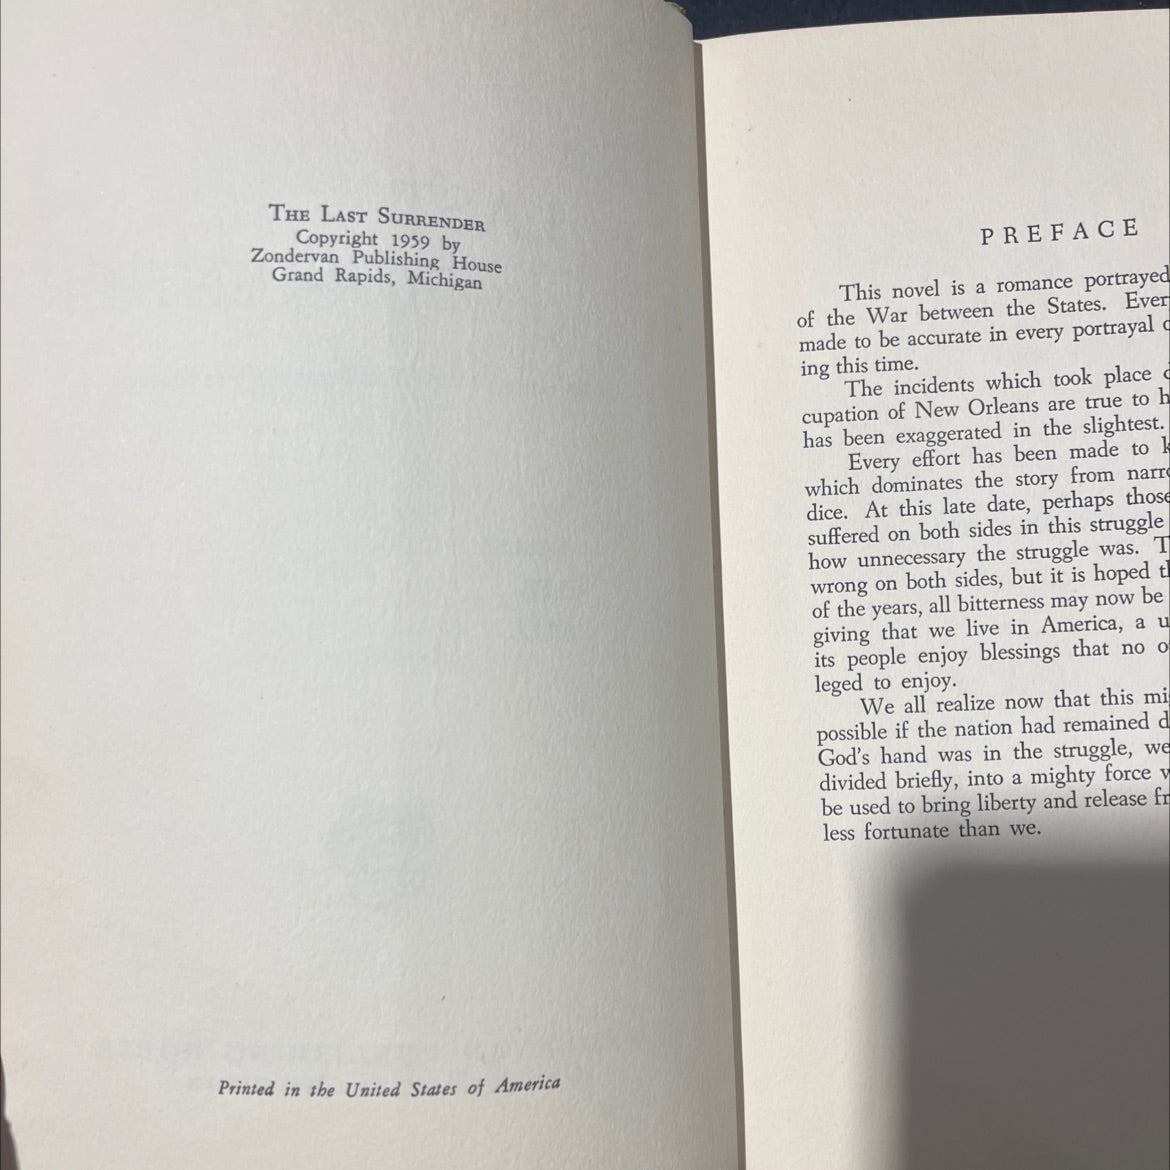 The Last Surrender
Copyright 1959 by
Zondervan Publishing House
Grand Rapids, Michigan
Printed in the United States of America
PREFACE
This novel is a romance portrayed
of the War between the States. Ever
made to be accurate in every portrayal
ing this time.
The incidents which took place
cupation of New Orleans are true to h
has been exaggerated in the slightest.
Every effort has been made to k
which dominates the story from narro
dice. At this late date, perhaps those
suffered on both sides in this struggle
how unnecessary the struggle was. T
wrong on both sides, but it is hoped th
of the years, all bitterness may now be
giving that we live in America, a u
its people enjoy blessings that no o
leged to enjoy.
We all realize now that this mi
possible if the nation had remained d
God's hand was in the struggle, we
divided briefly, into a mighty force
be used to bring liberty and release fr
less fortunate than we.